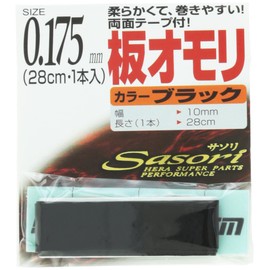 SIZE
0.175mm
(28cm・1本入)
柔らかくて、巻きやすい!
両面テープ付!
板オモリ
カラーブラック
幅 10mm
長さ(1本) 28cm
サソリ
Sasori
HERA SUPER PARTS
PERFORMANCE